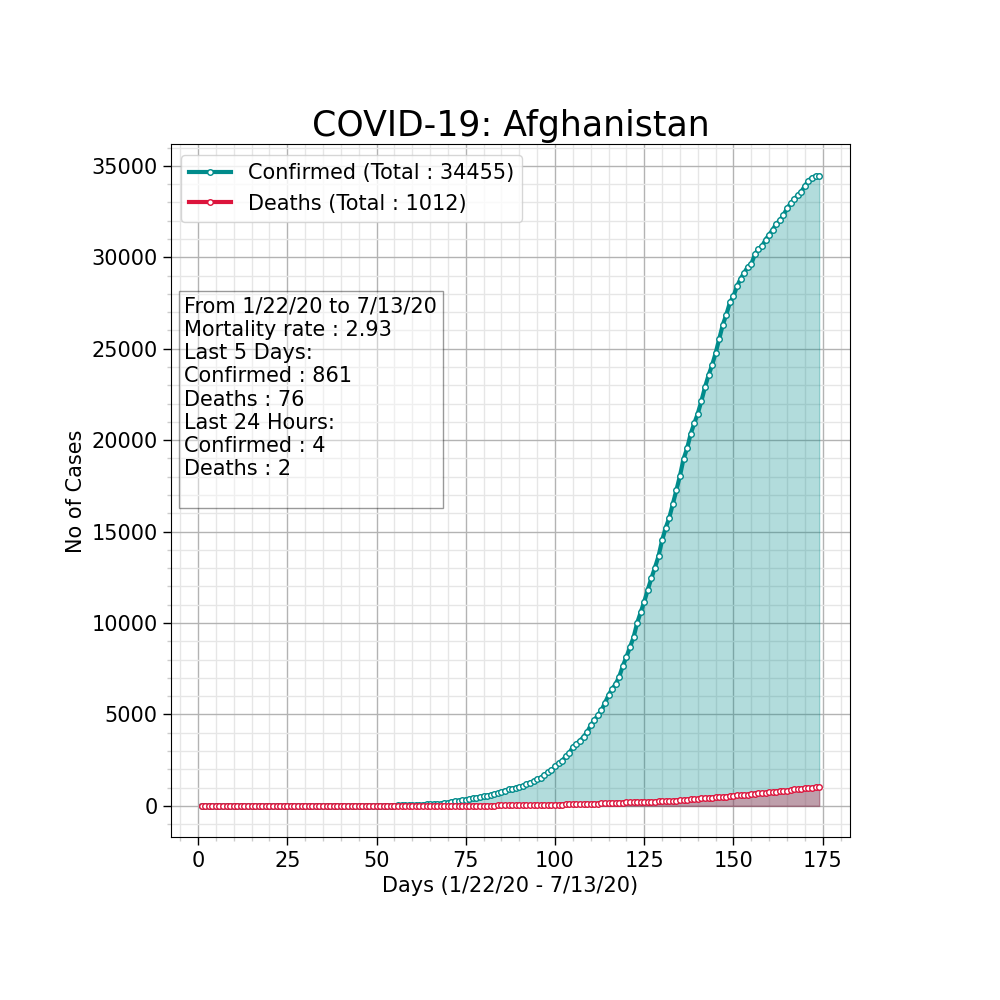 COVID-19: Afghanistan
Confirmed (Total : 34455)
Deaths (Total : 1012)
From 1/22/20 to 7/13/20
Mortality rate : 2.93
Last 5 Days:
Confirmed : 861
Deaths : 76
Last 24 Hours:
Confirmed : 4
Deaths : 2
No of Cases
35000
30000
25000
20000
15000
10000
5000
0
0 25 50 75 100 125 150 175
Days (1/22/20 - 7/13/20)